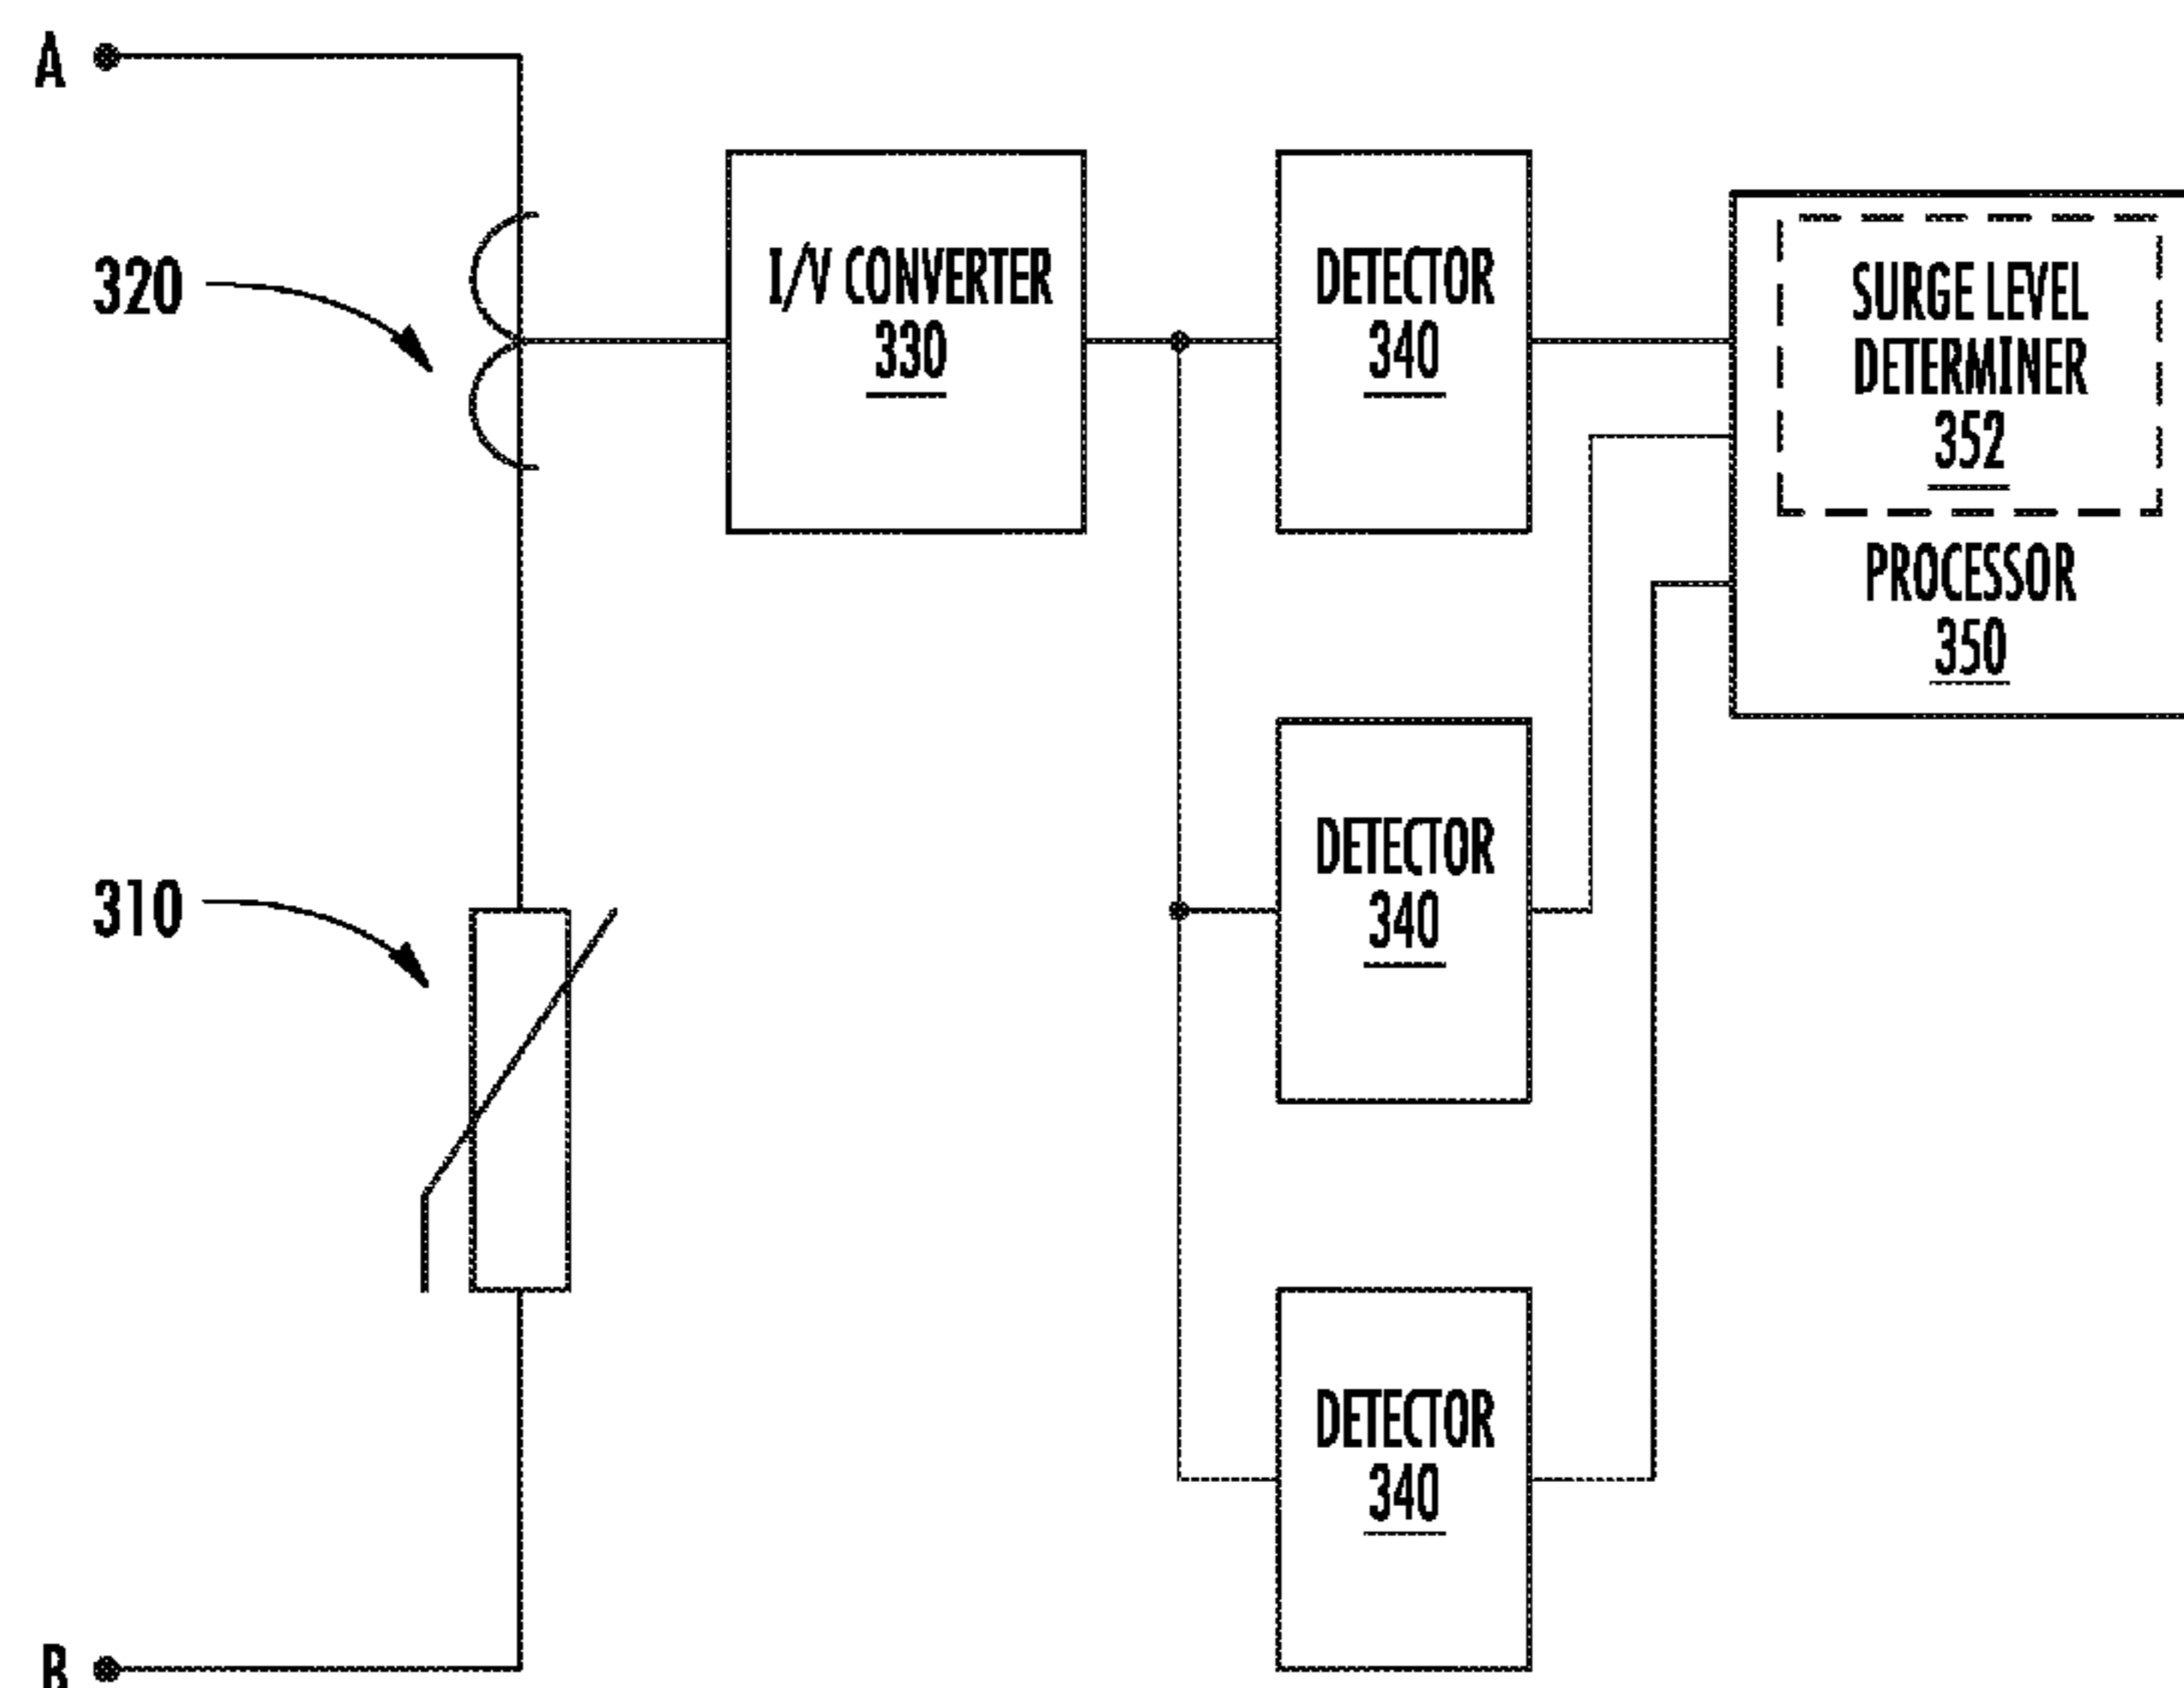 A
320
I/V CONVERTER
330
DETECTOR
340
SURGE LEVEL
DETERMINER
352
PROCESSOR
350
310
DETECTOR
340
DETECTOR
340
B